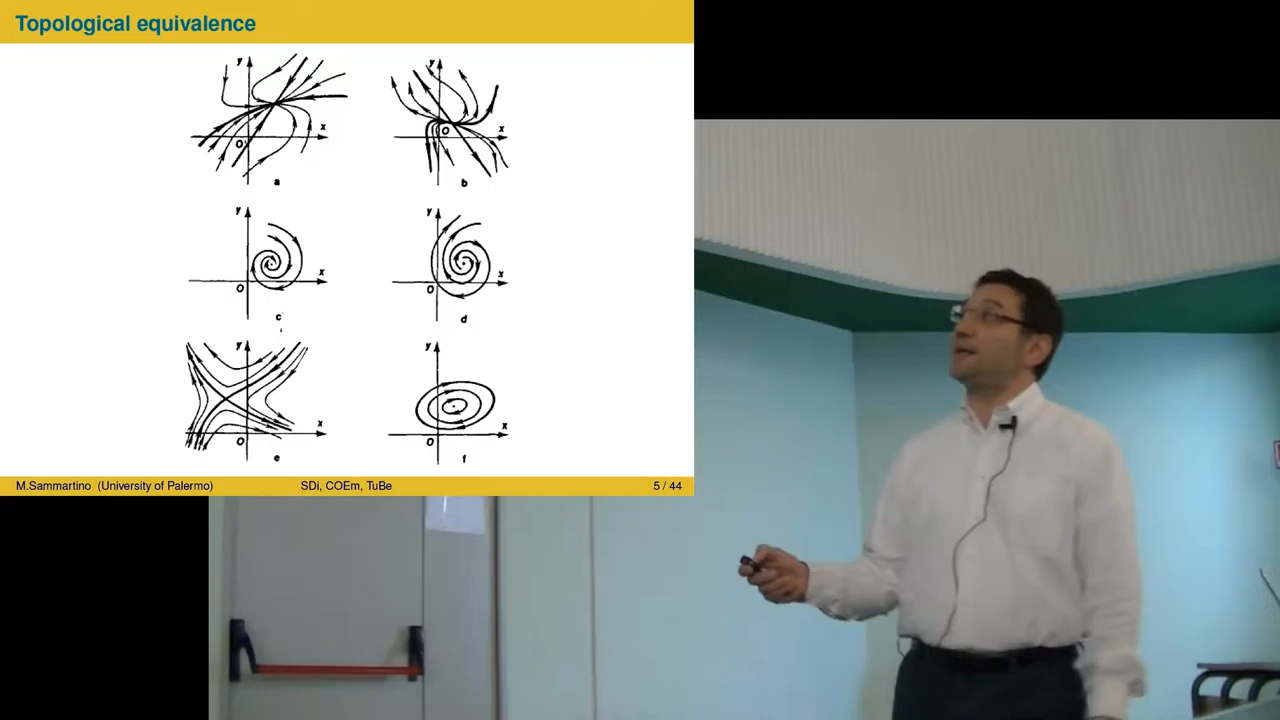 Topological equivalence
y
x
O
a
y
x
O
b
y
x
O
c
y
x
O
d
y
x
O
e
y
x
O
f
M.Sammartino (University of Palermo) SDi, COEm, TuBe 5 / 44